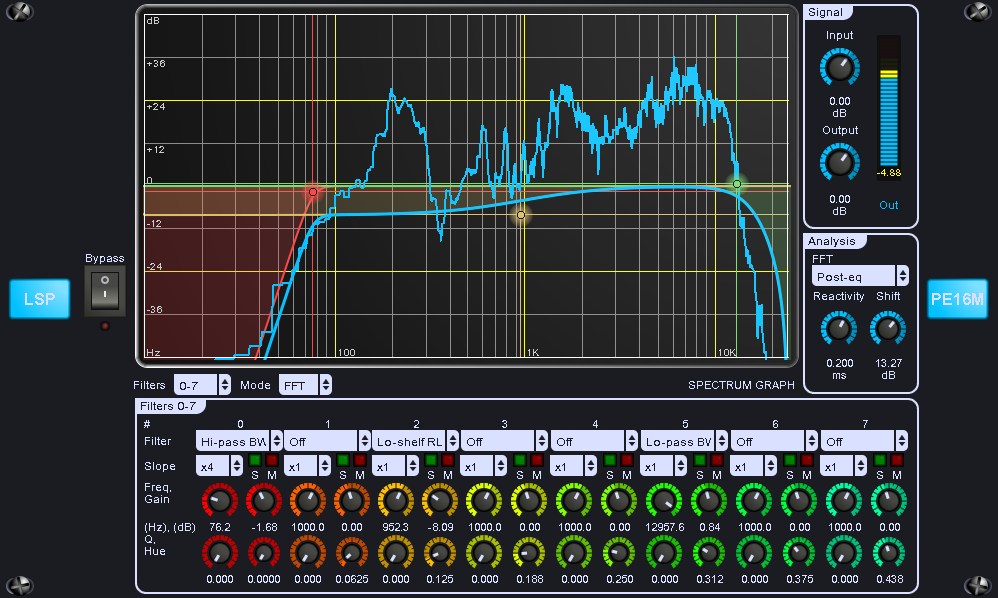 dB
+36
+24
+12
0
-12
-24
-36
Hz
100
1K
10K
Signal
Input
0.00
dB
Output
0.00
dB
-4.88
Out
Analysis
FFT
Post-eq
Reactivity Shift
0.200 13.27
ms dB
Bypass
LSP
PE16M
Filters 0-7 Mode FFT SPECTRUM GRAPH
Filters 0-7
# 0 1 2 3 4 5 6 7
Filter Hi-pass BW Off Lo-shelf RL Off Off Lo-pass BW Off Off
Slope x4 x1 x1 x1 x1 x1 x1 x1
S M S M S M S M S M S M S M S M
Freq,
Gain
(Hz), (dB) 76.2 -1.68 1000.0 0.00 952.3 -8.09 1000.0 0.00 1000.0 0.00 12957.6 0.84 1000.0 0.00 1000.0 0.00
Q,
Hue
0.000 0.0000 0.000 0.0625 0.000 0.125 0.000 0.188 0.000 0.250 0.000 0.312 0.000 0.375 0.000 0.438